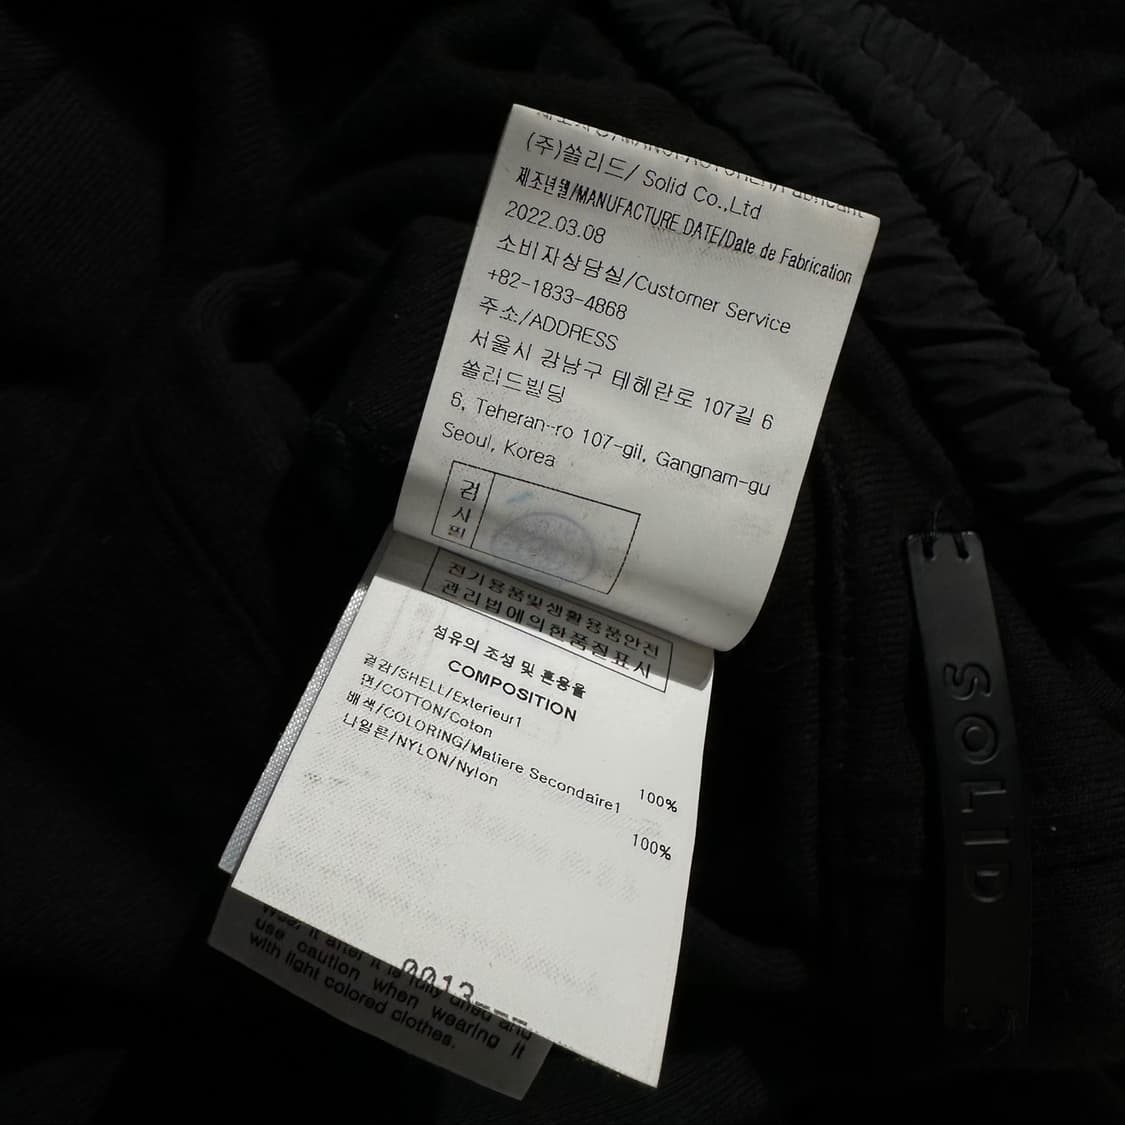 (주)쏠리드/ Solid Co.,Ltd
제조년월/MANUFACTURE DATE/Date de Fabrication
2022.03.08
소비자상담실/Customer Service
+82-1833-4868
주소/ADDRESS
서울시 강남구 테헤란로 107길 6
쏠리드빌딩
6, Teheran-ro 107-gil, Gangnam-gu
Seoul, Korea
검사필
전기용품및생활용품안전
관리법에의한품질표시
섬유의 조성 및 혼용율
COMPOSITION
겉감/SHELL/Exterieur1
면/COTTON/Coton 100%
배색/COLORING/Matiere Secondaire1
나일론/NYLON/Nylon 100%
0013
use caution when wearing it
with light colored clothes.
SOLID